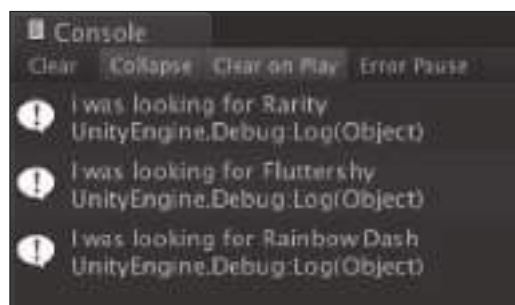 Console
Clear Collapse Clear on Play Error Pause
i was looking for Rarity
UnityEngine.Debug:Log(Object)
I was looking for Fluttershy
UnityEngine.Debug:Log(Object)
I was looking for Rainbow Dash
UnityEngine.Debug:Log(Object)